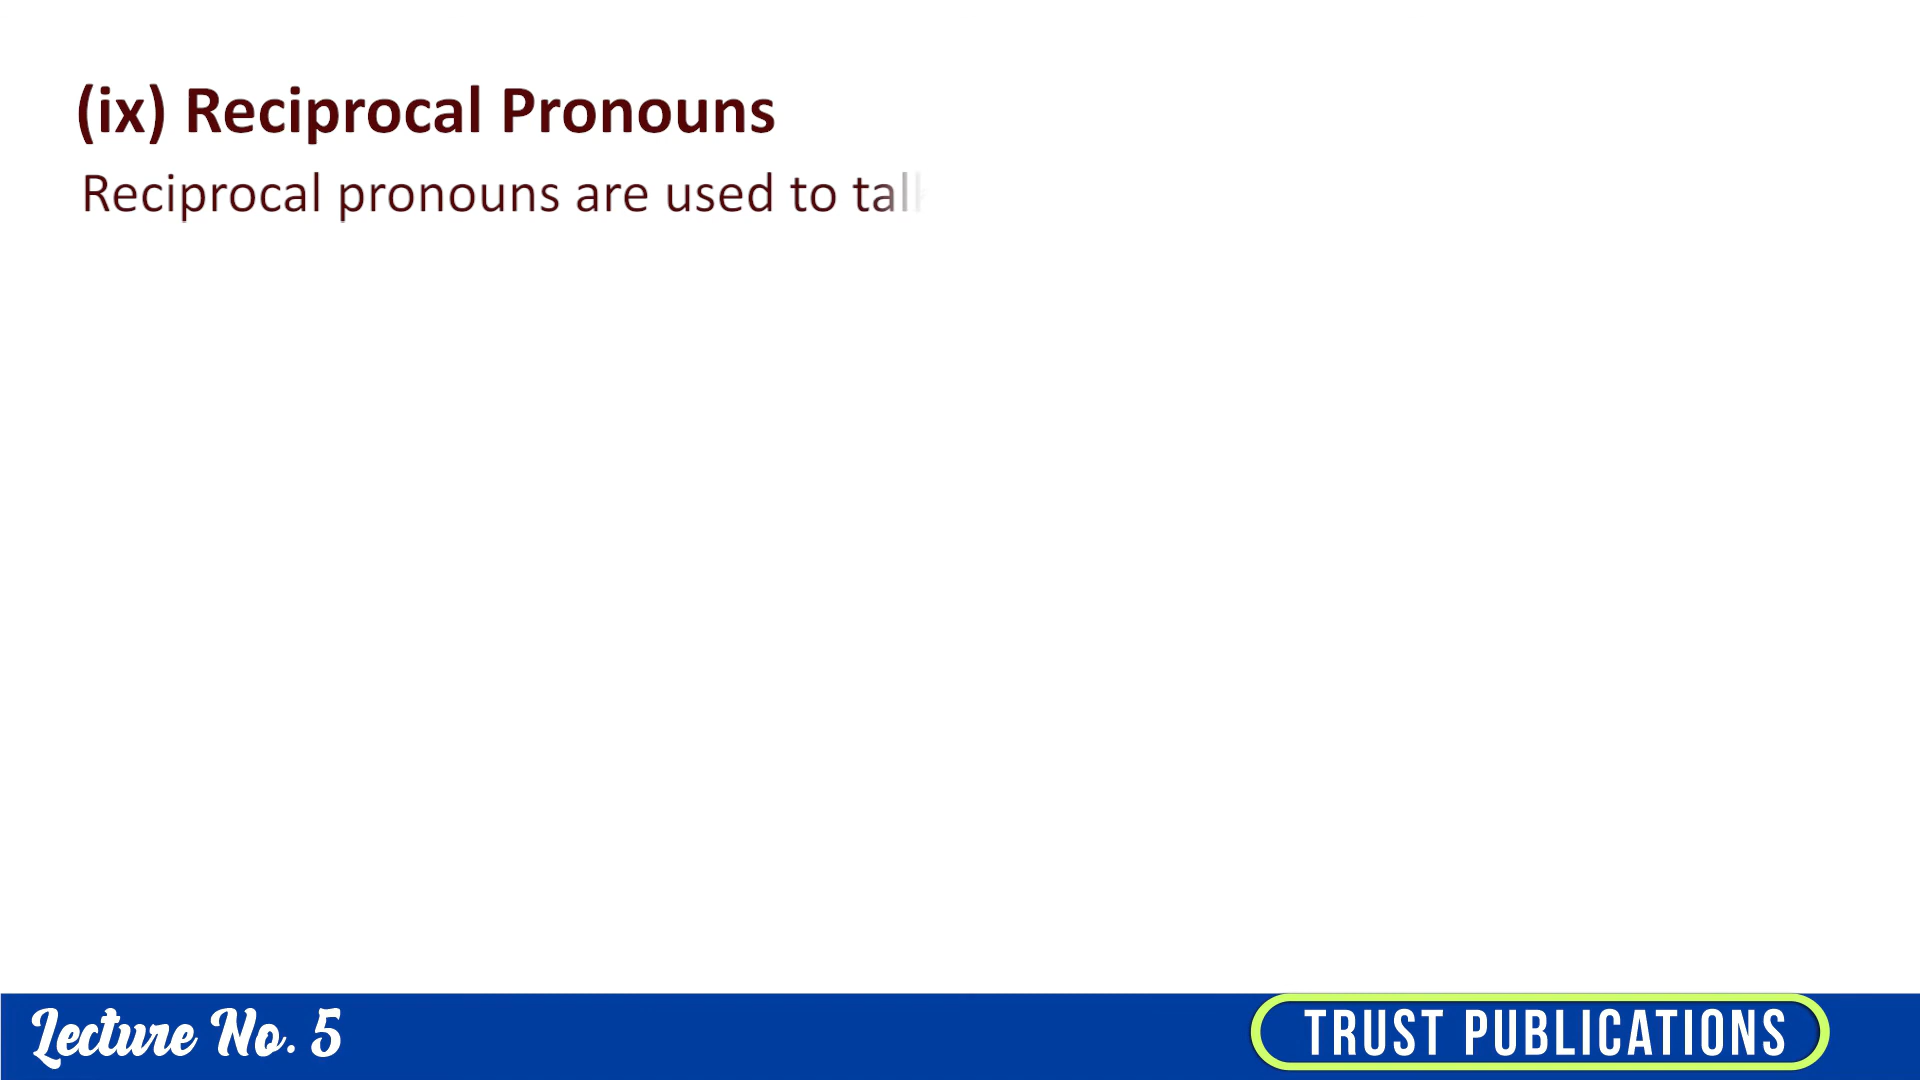 (ix) Reciprocal Pronouns
Reciprocal pronouns are used to tal
Lecture No. 5
TRUST PUBLICATIONS